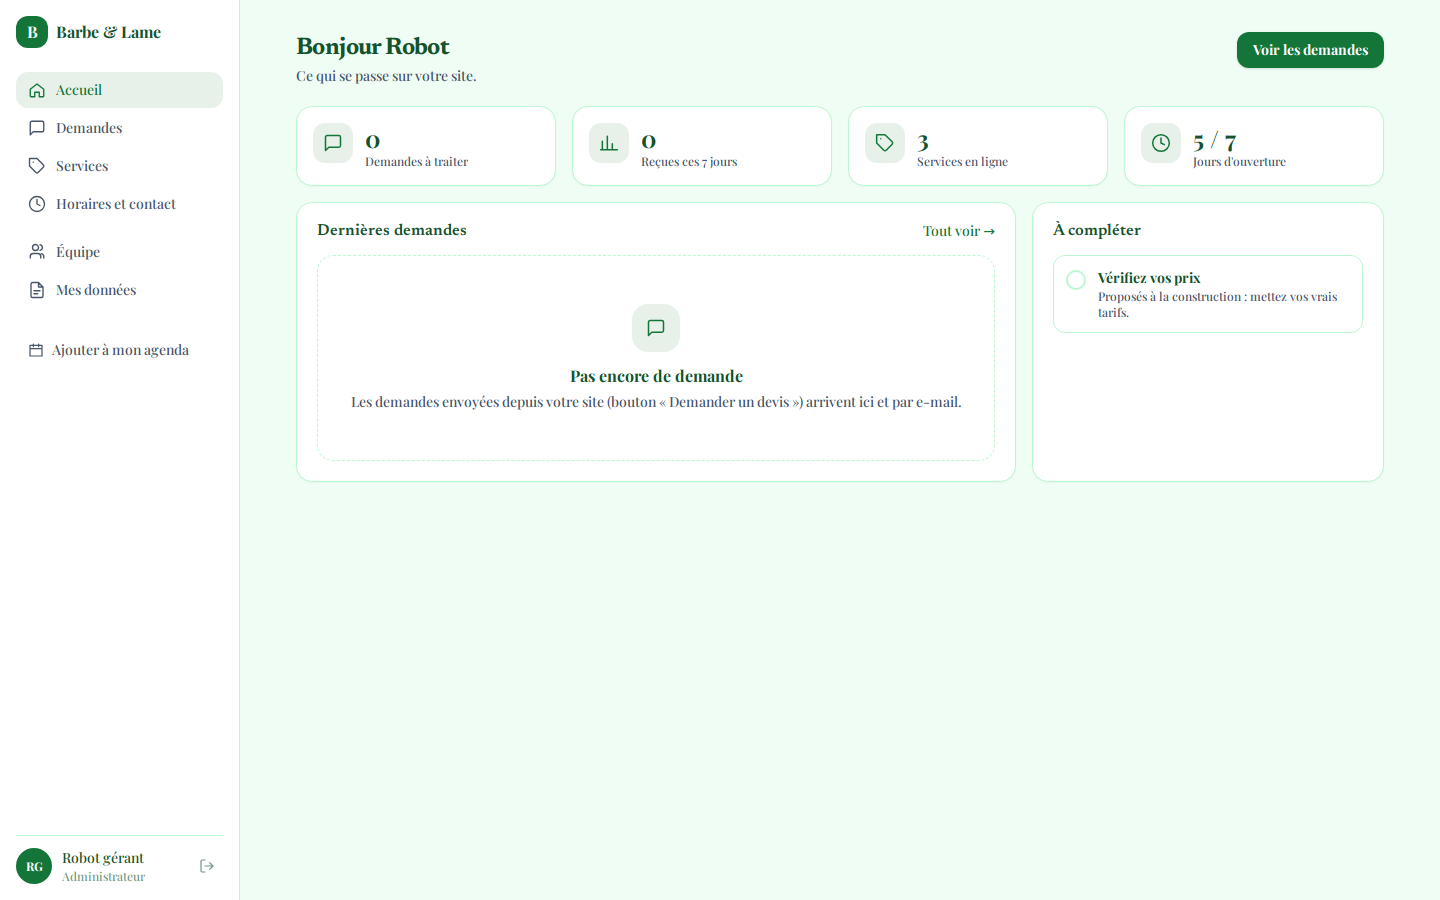 B Barbe & Lame
Accueil
Demandes
Services
Horaires et contact
Équipe
Mes données
Ajouter à mon agenda
RG
Robot gérant
Administrateur
Bonjour Robot
Ce qui se passe sur votre site.
Voir les demandes
0
Demandes à traiter
0
Reçues ces 7 jours
3
Services en ligne
5 / 7
Jours d'ouverture
Dernières demandes
Tout voir →
Pas encore de demande
Les demandes envoyées depuis votre site (bouton « Demander un devis ») arrivent ici et par e-mail.
À compléter
Vérifiez vos prix
Proposés à la construction : mettez vos vrais
tarifs.